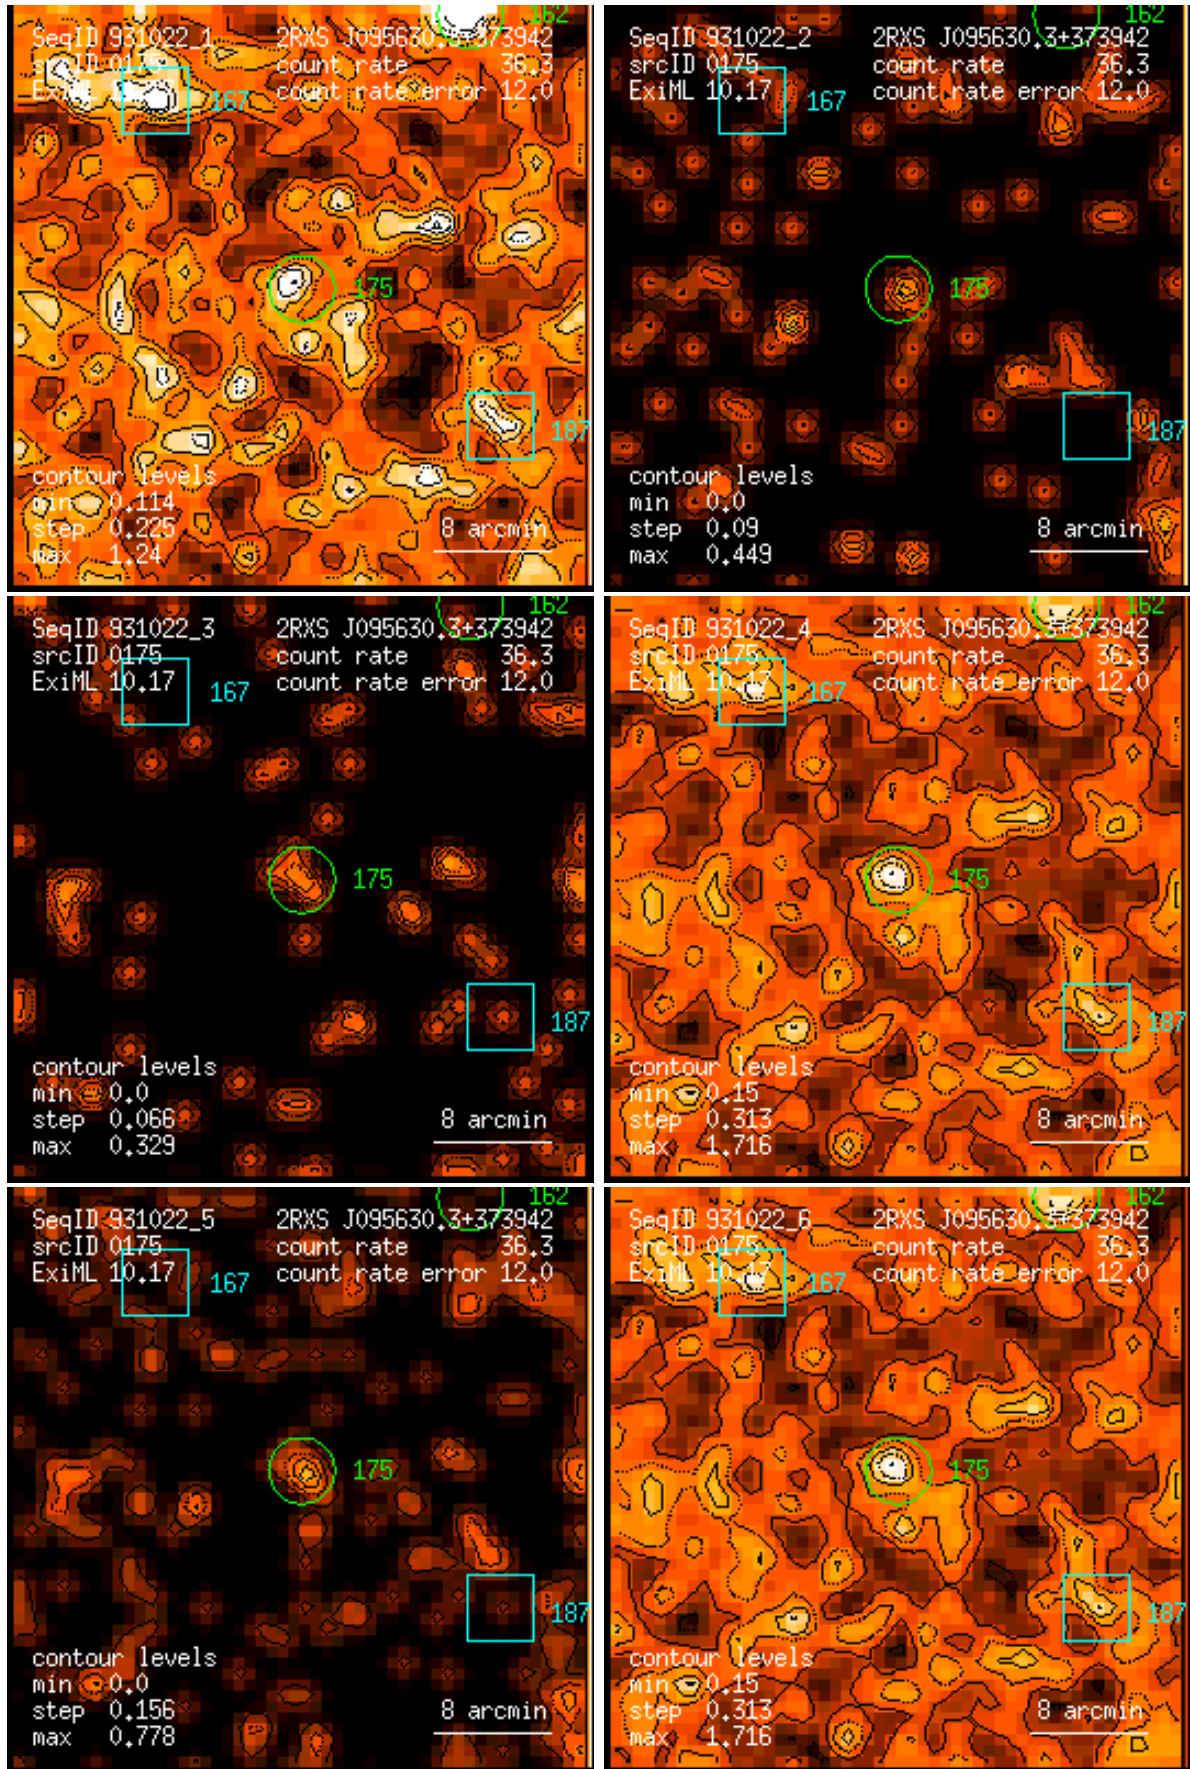 162
SeqID 931022_1 2RXS J095630.3+373942
srcID 0175 count rate 36.3
ExiML 10.17 count rate error 12.0
167
175
187
contour levels
min 0.114
step 0.225 8 arcmin
max 1.24
162
SeqID 931022_2 2RXS J095630.3+373942
srcID 0175 count rate 36.3
ExiML 10.17 count rate error 12.0
167
175
187
contour levels
min 0.0
step 0.09 8 arcmin
max 0.449
162
SeqID 931022_3 2RXS J095630.3+373942
srcID 0175 count rate 36.3
ExiML 10.17 count rate error 12.0
167
175
187
contour levels
min 0.0
step 0.066 8 arcmin
max 0.329
162
SeqID 931022_4 2RXS J095630.3+373942
srcID 0175 count rate 36.3
ExiML 10.17 count rate error 12.0
167
175
187
contour levels
min 0.15
step 0.313 8 arcmin
max 1.716
162
SeqID 931022_5 2RXS J095630.3+373942
srcID 0175 count rate 36.3
ExiML 10.17 count rate error 12.0
167
175
187
contour levels
min 0.0
step 0.156 8 arcmin
max 0.778
162
SeqID 931022_6 2RXS J095630.3+373942
srcID 0175 count rate 36.3
ExiML 10.17 count rate error 12.0
167
175
187
contour levels
min 0.15
step 0.313 8 arcmin
max 1.716